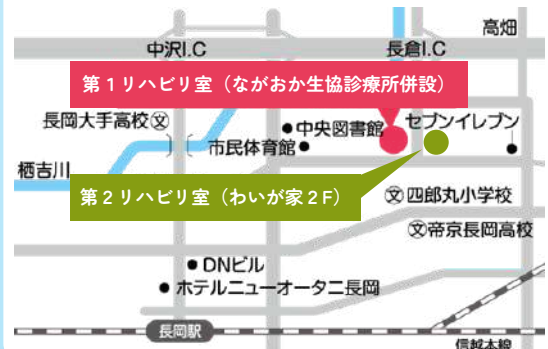 高畑
中沢I.C
長倉I.C
第1リハビリ室（ながおか生協診療所併設）
長岡大手高校㊛
●中央図書館
セブンイレブン
市民体育館●
栖吉川
第2リハビリ室（わいが家2F）
文四郎丸小学校
文帝京長岡高校
●DNビル
●ホテルニューオータニ長岡
長岡駅
信越本線